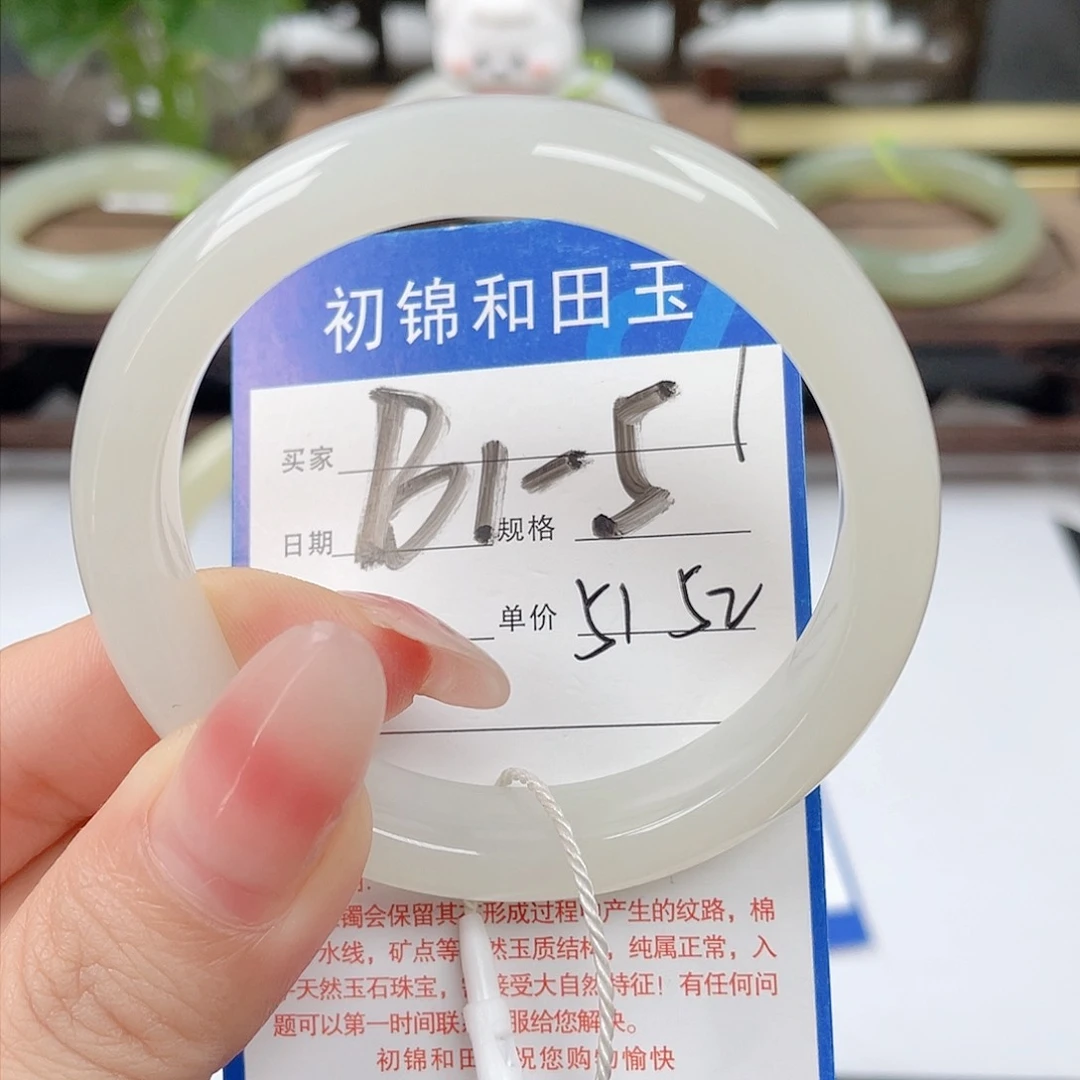 初锦和田玉
买家
B1-5
日期 规格
单价 51 52
镯会保留其 形成过程 产生的纹路，棉
水线，矿点等 然玉质结构，纯属正常，入
天然玉石珠宝， 接受大自然特征！有任何问
题可以第一时间联 服给您解决。
初锦和田 祝您购物愉快